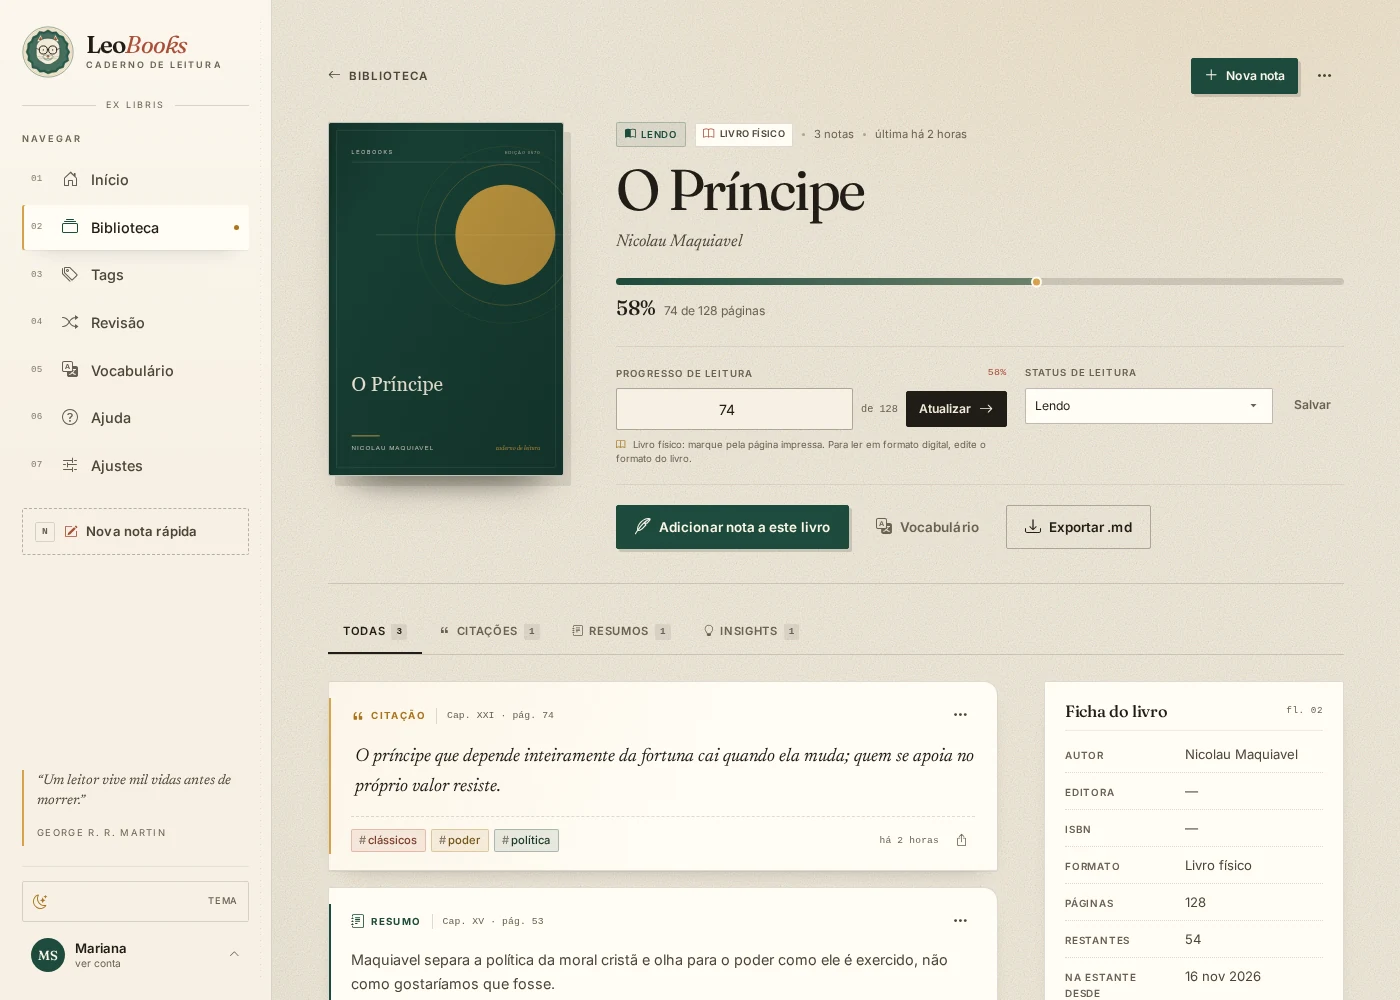 LeoBooks
CADERNO DE LEITURA
EX LIBRIS
NAVEGAR
01 Início
02 Biblioteca
03 Tags
04 Revisão
05 Vocabulário
06 Ajuda
07 Ajustes
N Nova nota rápida
“Um leitor vive mil vidas antes de
morrer.”
GEORGE R. R. MARTIN
TEMA
MS Mariana
ver conta
← BIBLIOTECA
+ Nova nota
LEOBOOKS
O Príncipe
NICOLAU MAQUIAVEL
caderno de leitura
LENDO LIVRO FÍSICO • 3 notas • última há 2 horas
O Príncipe
Nicolau Maquiavel
58% 74 de 128 páginas
PROGRESSO DE LEITURA 58%
74 de 128 Atualizar →
Livro físico: marque pela página impressa. Para ler em formato digital, edite o
formato do livro.
STATUS DE LEITURA
Lendo Salvar
Adicionar nota a este livro Vocabulário Exportar .md
TODAS 3 CITAÇÕES 1 RESUMOS 1 INSIGHTS 1
CITAÇÃO Cap. XXI · pág. 74
O príncipe que depende inteiramente da fortuna cai quando ela muda; quem se apoia no
próprio valor resiste.
#clássicos #poder #política há 2 horas
RESUMO Cap. XV · pág. 53
Maquiavel separa a política da moral cristã e olha para o poder como ele é exercido, não
como gostaríamos que fosse.
Ficha do livro fl. 02
AUTOR Nicolau Maquiavel
EDITORA —
ISBN —
FORMATO Livro físico
PÁGINAS 128
RESTANTES 54
NA ESTANTE 16 nov 2026
DESDE